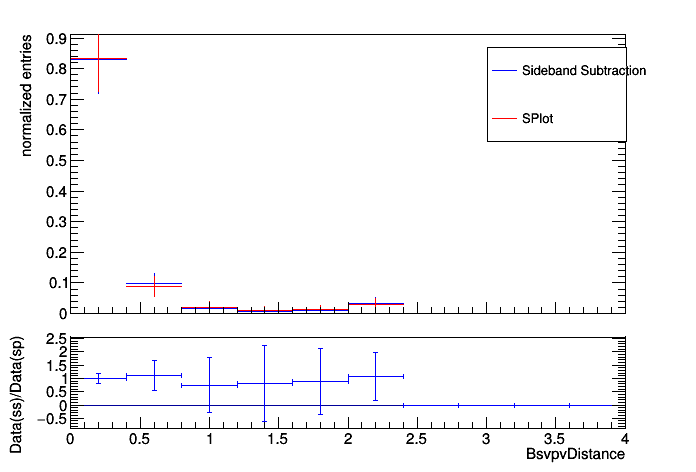 normalized entries
0.9
0.8
0.7
0.6
0.5
0.4
0.3
0.2
0.1
0
Sideband Subtraction
SPlot
Data(ss)/Data(sp)
2.5
2
1.5
1
0.5
0
−0.5
0 0.5 1 1.5 2 2.5 3 3.5 4
BsvpvDistance